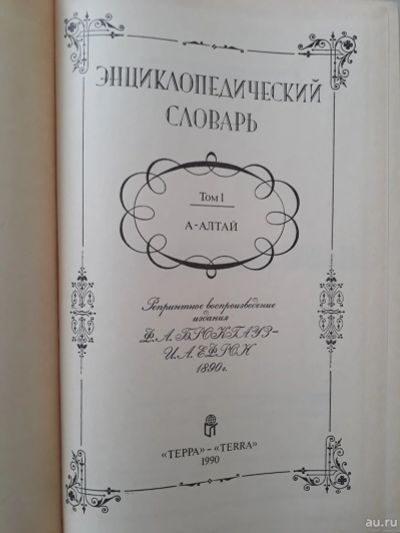 ЭНЦИКЛОПЕДИЧЕСКИЙ
СЛОВАРЬ
Том I
А-АЛТАЙ
Репринтное воспроизведение
издания
Ф.А. БРОКГАУЗ-
И.А. ЕФРОН
1890 г.
«ТЕРРА» - «TERRA»
1990
au.ru